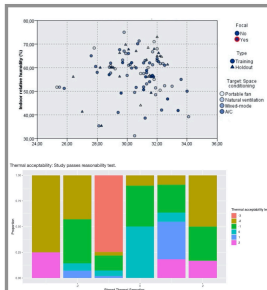 80,00
70,00
60,00
50,00
40,00
30,00
24,00 26,00 28,00 30,00 32,00 34,00 36,00
Indoor relative humidity (%)
Focal
No
Yes
Type
Training
Holdout
Target Space
conditioning
Portable fan
Natural ventilation
Mixed-mode
A/C
Thermal acceptability: Study passes reasonability test.
Proportion
Thermal acceptability